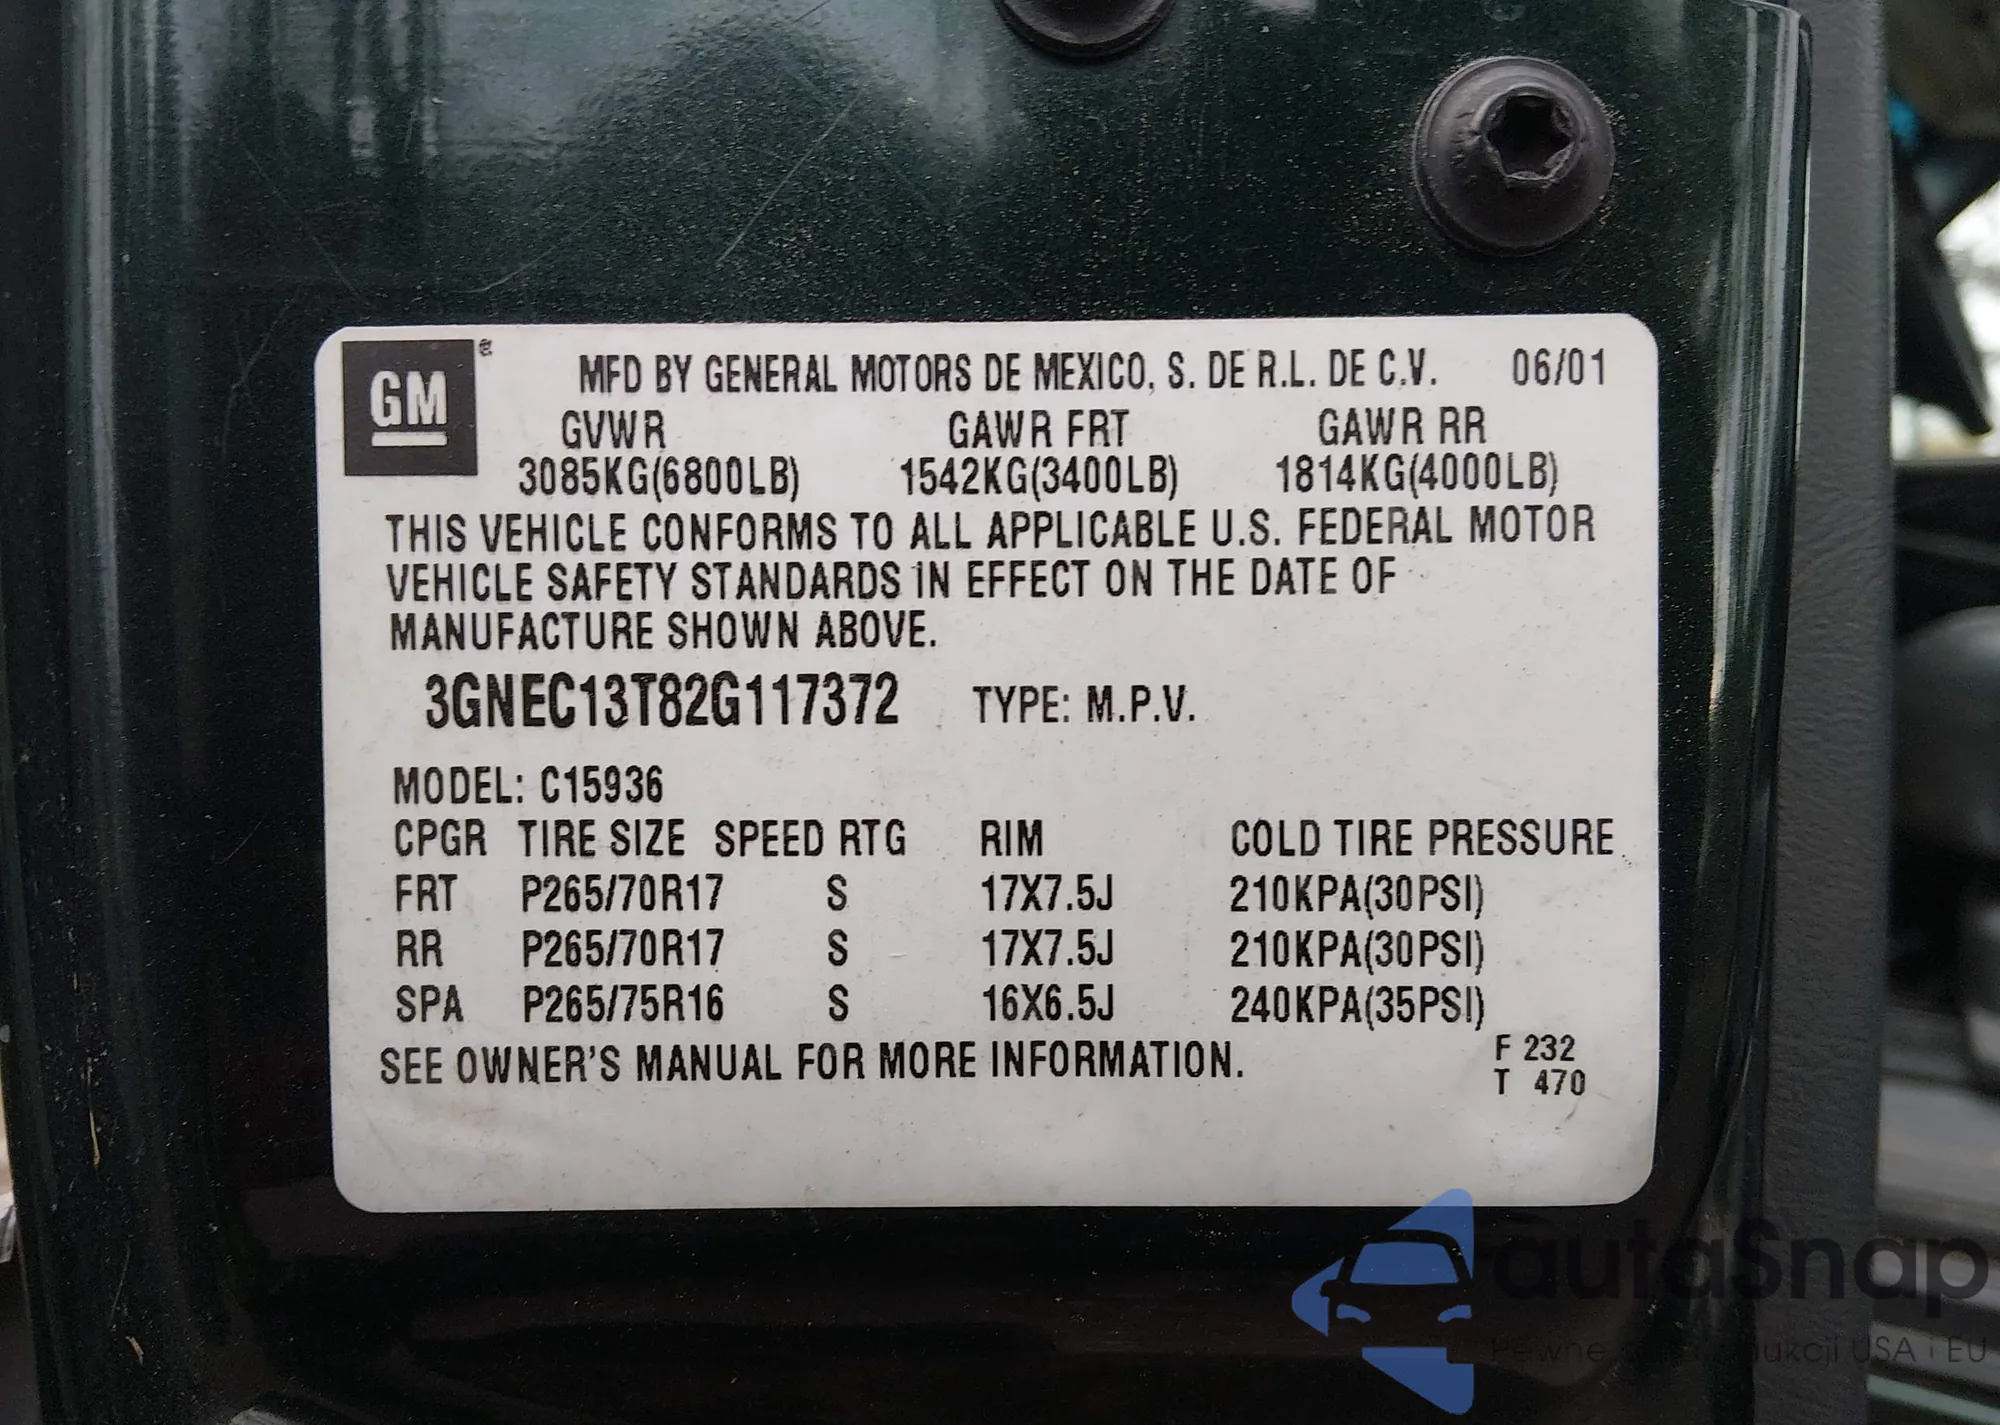 GM
MFD BY GENERAL MOTORS DE MEXICO, S. DE R.L. DE C.V. 06/01
GVWR GAWR FRT GAWR RR
3085KG(6800LB) 1542KG(3400LB) 1814KG(4000LB)
THIS VEHICLE CONFORMS TO ALL APPLICABLE U.S. FEDERAL MOTOR
VEHICLE SAFETY STANDARDS IN EFFECT ON THE DATE OF
MANUFACTURE SHOWN ABOVE.
3GNEC13T82G117372 TYPE: M.P.V.
MODEL: C15936
CPGR TIRE SIZE SPEED RTG RIM COLD TIRE PRESSURE
FRT P265/70R17 S 17X7.5J 210KPA(30PSI)
RR P265/70R17 S 17X7.5J 210KPA(30PSI)
SPA P265/75R16 S 16X6.5J 240KPA(35PSI)
SEE OWNER'S MANUAL FOR MORE INFORMATION.
F 232
T 470
autaSnap
Pewne USA i EU